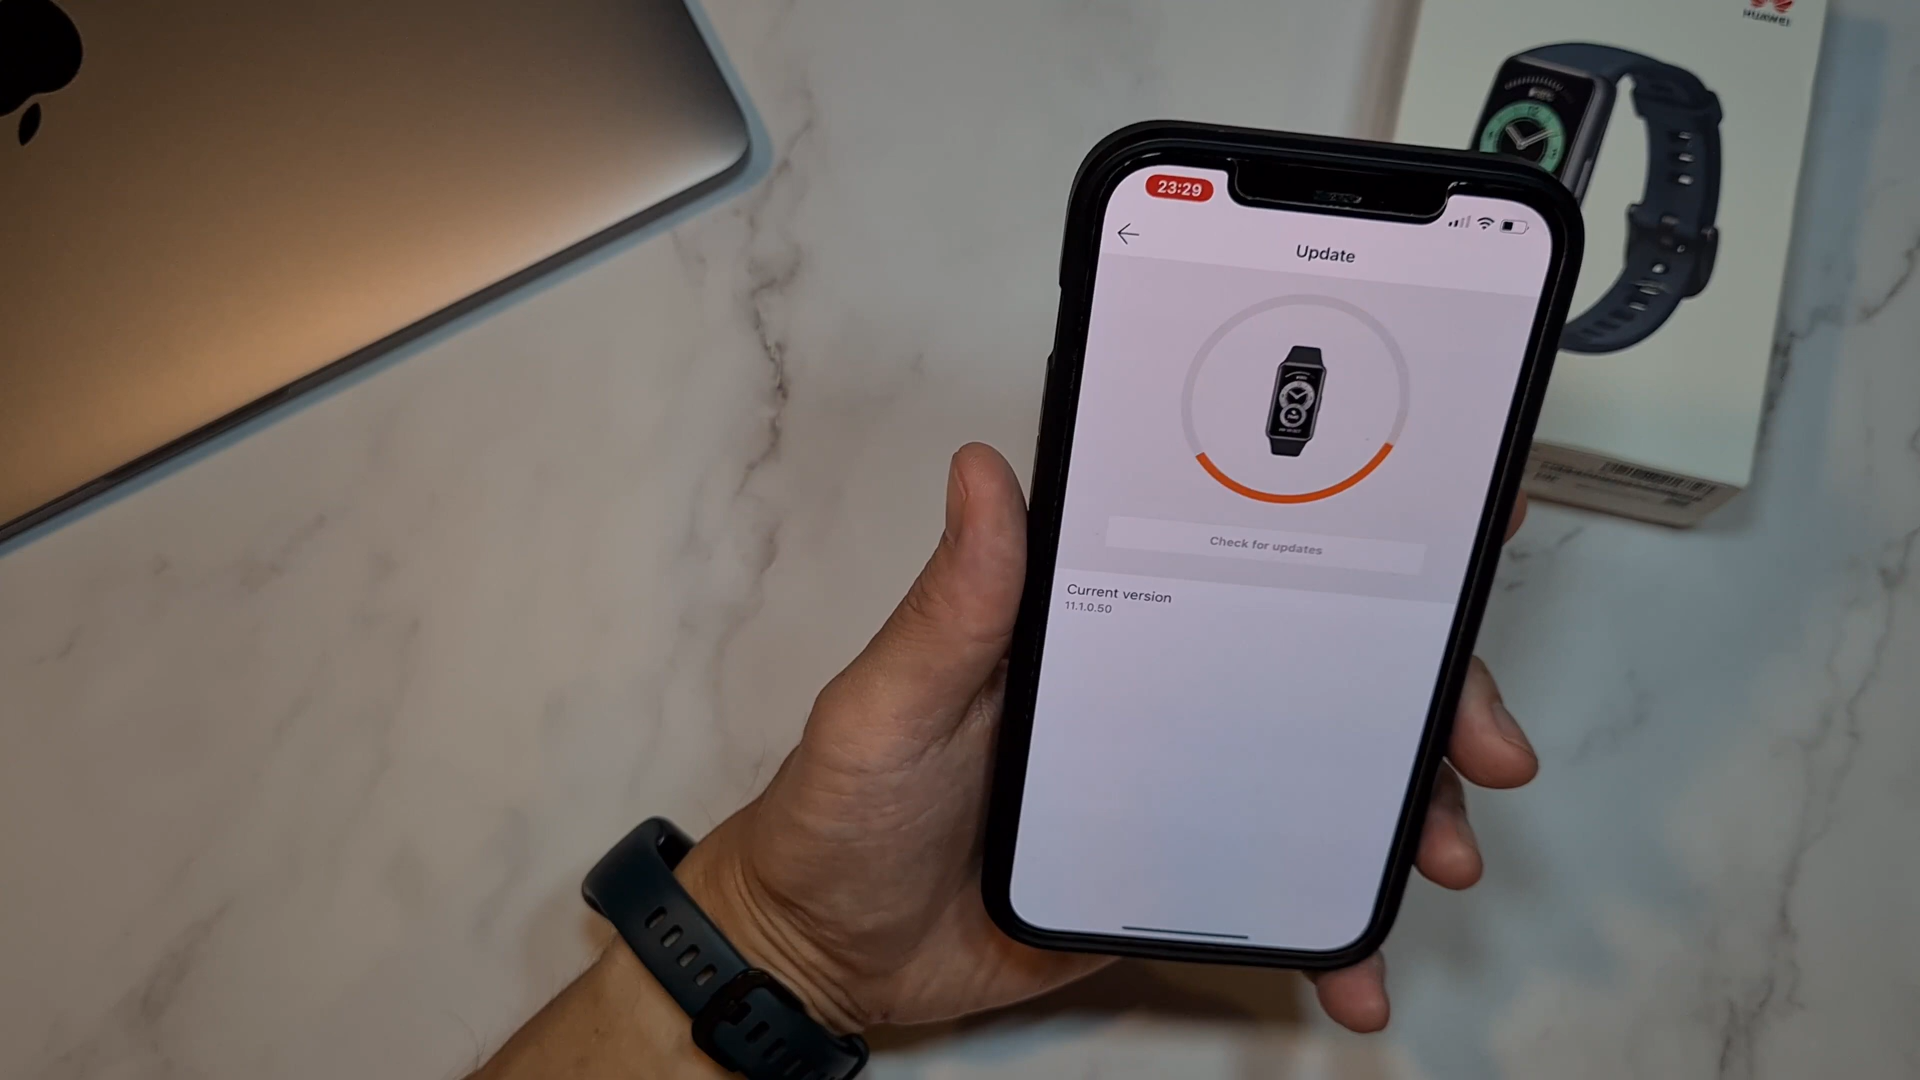 HUAWEI
23:29
Update
Check for updates
Current version
11.1.0.50